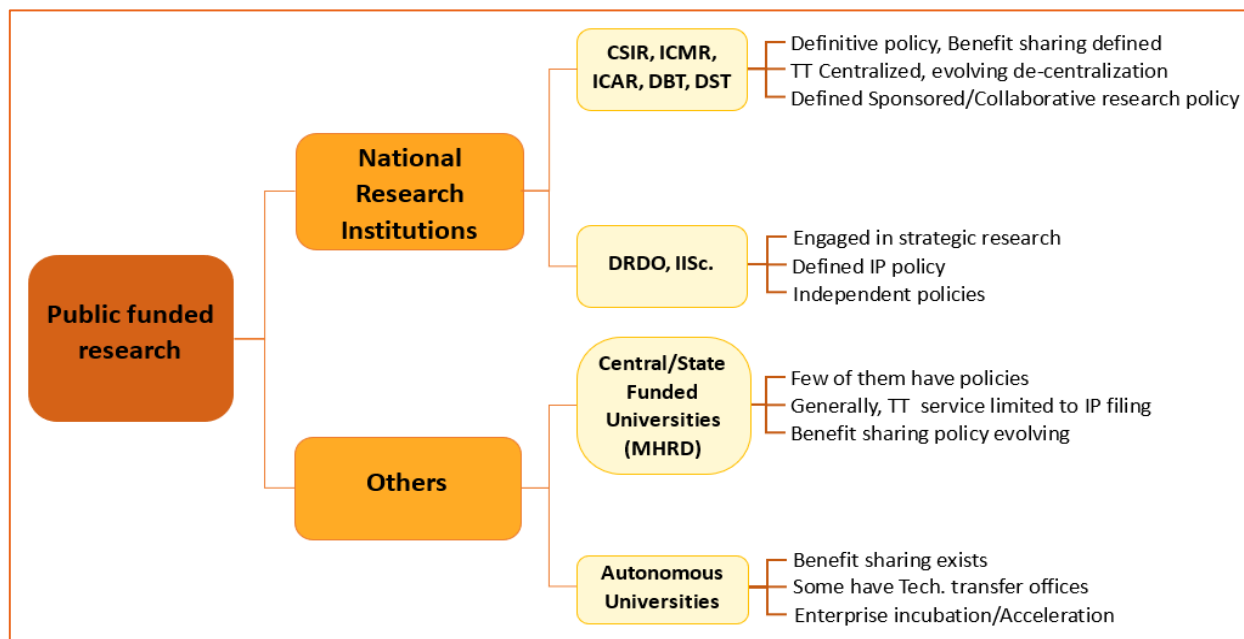 Public funded
research
National
Research
Institutions
CSIR, ICMR,
ICAR, DBT, DST
Definitive policy, Benefit sharing defined
TT Centralized, evolving de-centralization
Defined Sponsored/Collaborative research policy
DRDO, IISc.
Engaged in strategic research
Defined IP policy
Independent policies
Others
Central/State
Funded
Universities
(MHRD)
Few of them have policies
Generally, TT service limited to IP filing
Benefit sharing policy evolving
Autonomous
Universities
Benefit sharing exists
Some have Tech. transfer offices
Enterprise incubation/Acceleration